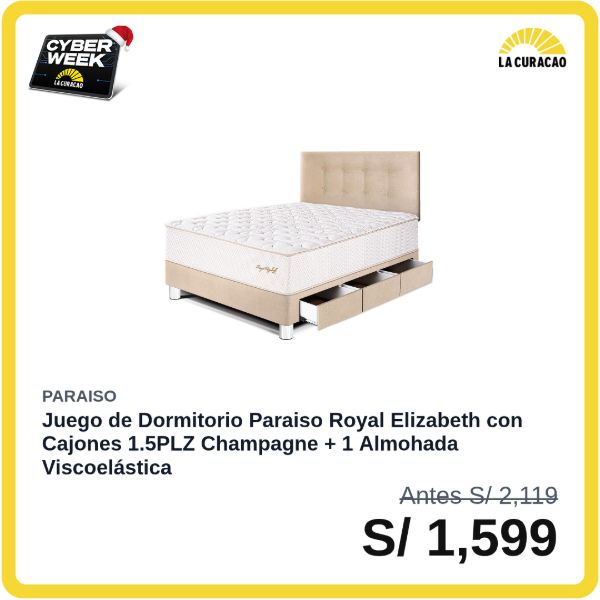 CYBER
WEEK
LA CURACAO
LA CURACAO
PARAISO
Juego de Dormitorio Paraiso Royal Elizabeth con
Cajones 1.5PLZ Champagne + 1 Almohada
Viscoelástica
Antes S/ 2,119
S/ 1,599